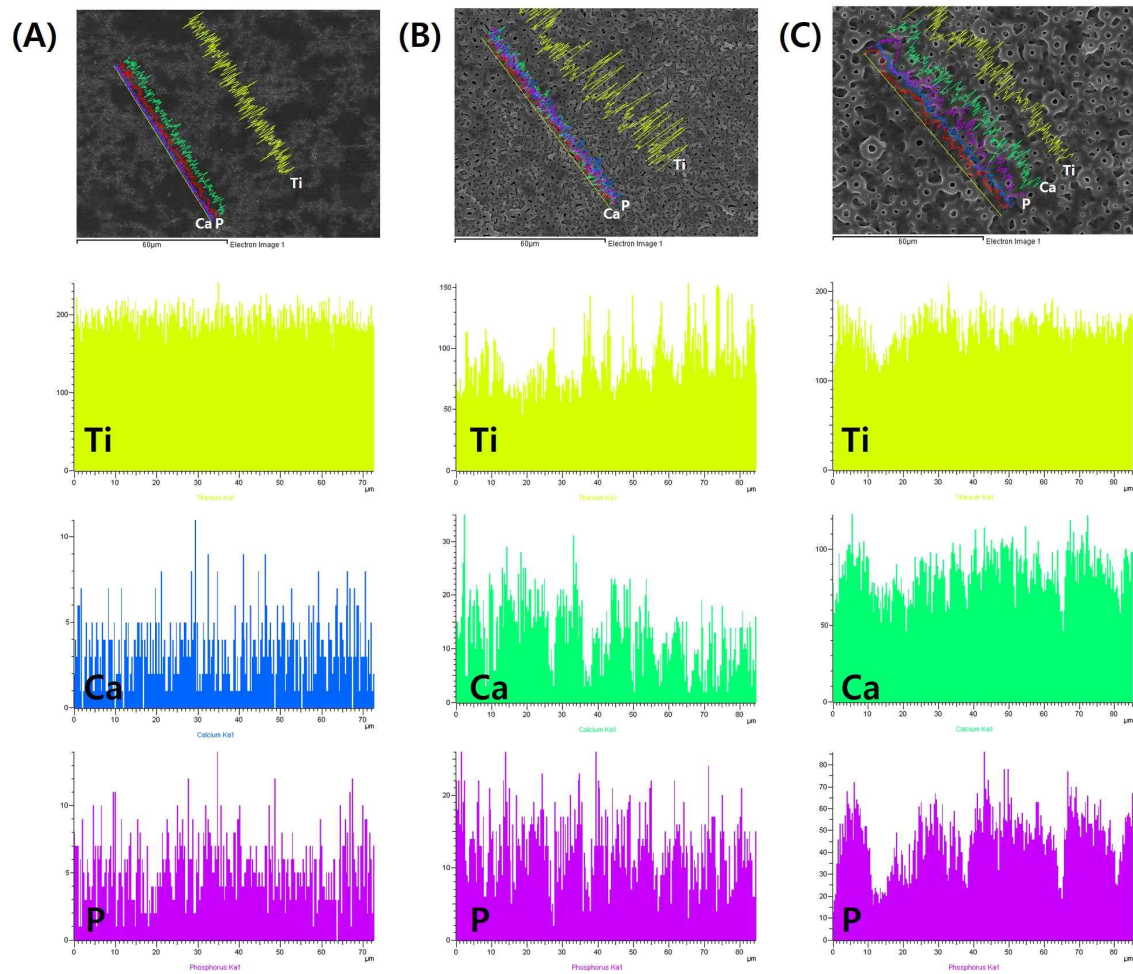 (A)
Ti
Ca P
60µm Electron Image 1
(B)
Ti
Ca P
60µm Electron Image 1
(C)
Ti
Ca
P
60µm Electron Image 1
200
100
0
Ti
0 10 20 30 40 50 60 70
µm
Titanium Ka1
150
100
50
0
Ti
0 10 20 30 40 50 60 70 80
µm
Titanium Ka1
200
100
0
Ti
0 10 20 30 40 50 60 70 80
µm
Titanium Ka1
10
5
0
Ca
0 10 20 30 40 50 60 70
µm
Calcium Ka1
30
20
10
0
Ca
0 10 20 30 40 50 60 70 80
µm
Calcium Ka1
100
50
0
Ca
0 10 20 30 40 50 60 70 80
µm
Calcium Ka1
10
5
0
P
0 10 20 30 40 50 60 70
µm
Phosphorus Ka1
20
10
0
P
0 10 20 30 40 50 60 70 80
µm
Phosphorus Ka1
80
70
60
50
40
30
20
10
0
P
0 10 20 30 40 50 60 70 80
µm
Phosphorus Ka1